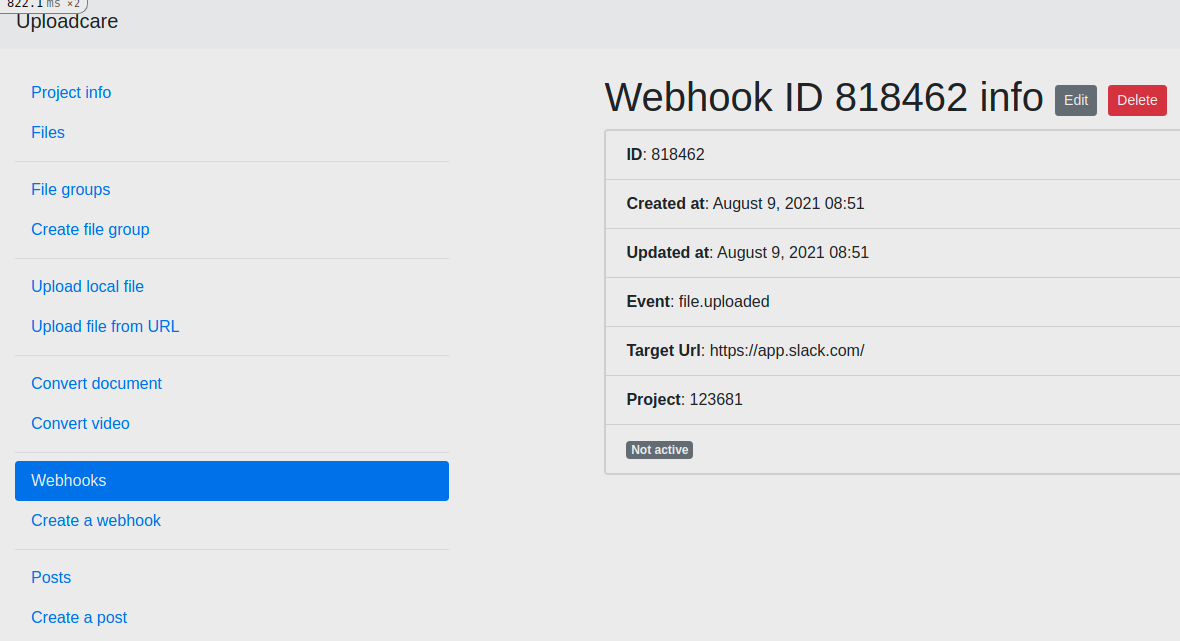 822.1 ms ×2
Uploadcare
Project info
Files
File groups
Create file group
Upload local file
Upload file from URL
Convert document
Convert video
Webhooks
Create a webhook
Posts
Create a post
Webhook ID 818462 info Edit Delete
ID: 818462
Created at: August 9, 2021 08:51
Updated at: August 9, 2021 08:51
Event: file.uploaded
Target Url: https://app.slack.com/
Project: 123681
Not active